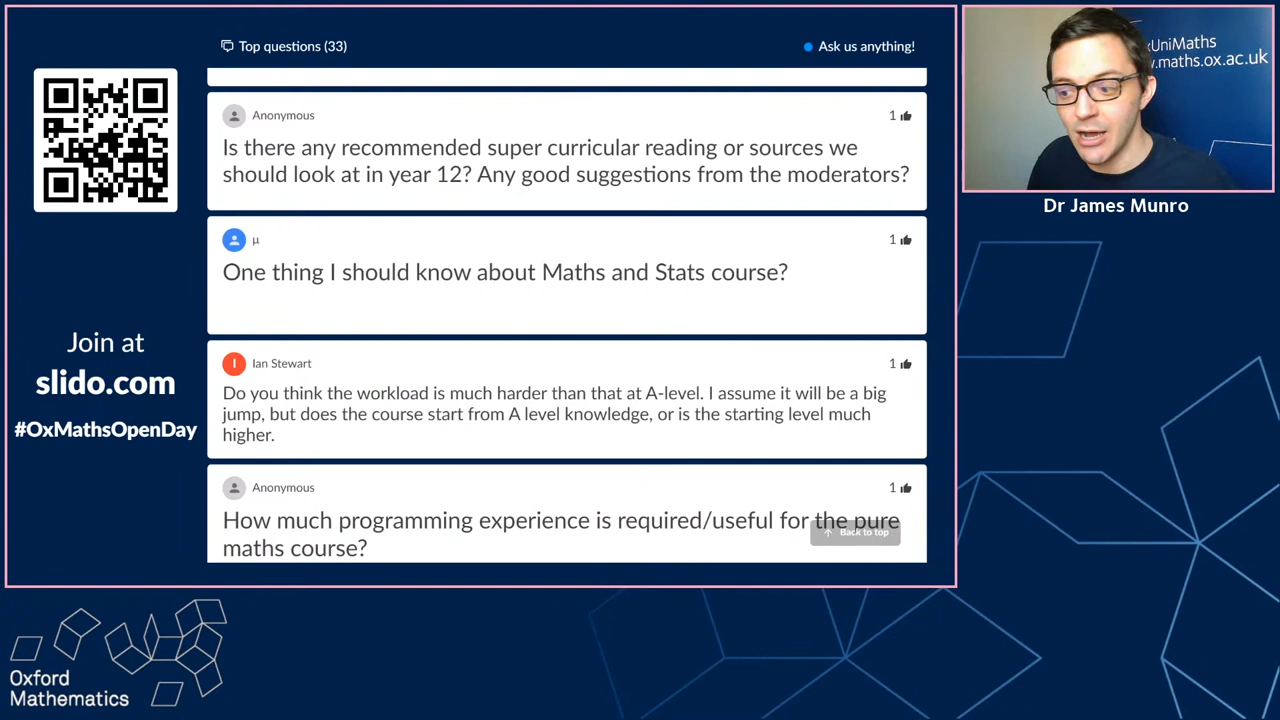 Top questions (33)
Ask us anything!
Anonymous
1
Is there any recommended super curricular reading or sources we
should look at in year 12? Any good suggestions from the moderators?
µ
1
One thing I should know about Maths and Stats course?
I
Ian Stewart
1
Do you think the workload is much harder than that at A-level. I assume it will be a big
jump, but does the course start from A level knowledge, or is the starting level much
higher.
Anonymous
1
How much programming experience is required/useful for the pure
maths course?
↑ Back to top
Join at
slido.com
#OxMathsOpenDay
xUniMaths
w.maths.ox.ac.uk
Dr James Munro
Oxford
Mathematics